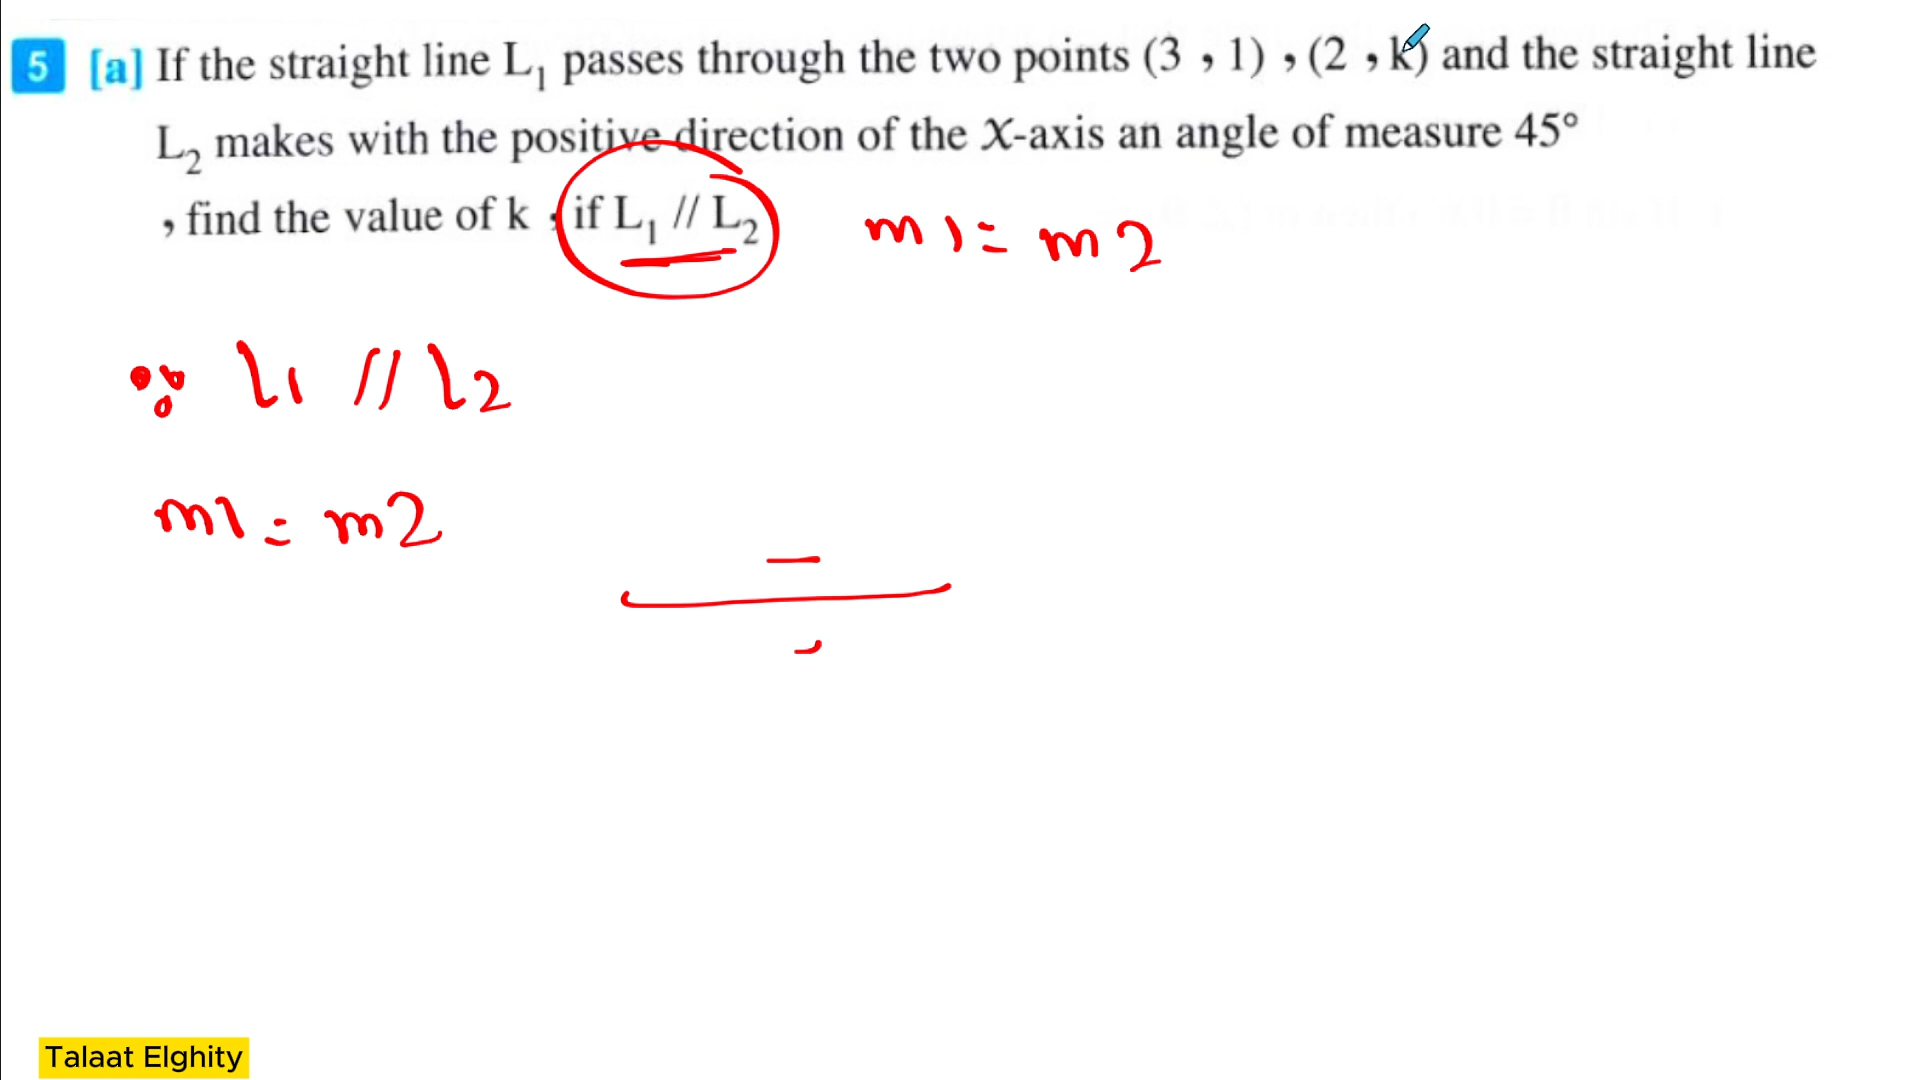 5 [a] If the straight line L₁ passes through the two points (3 , 1) , (2 , k) and the straight line
L₂ makes with the positive direction of the X-axis an angle of measure 45°
, find the value of k , if L₁ // L₂ m1 = m2
∵ L1 // L2
m1 = m2
Talaat Elghity